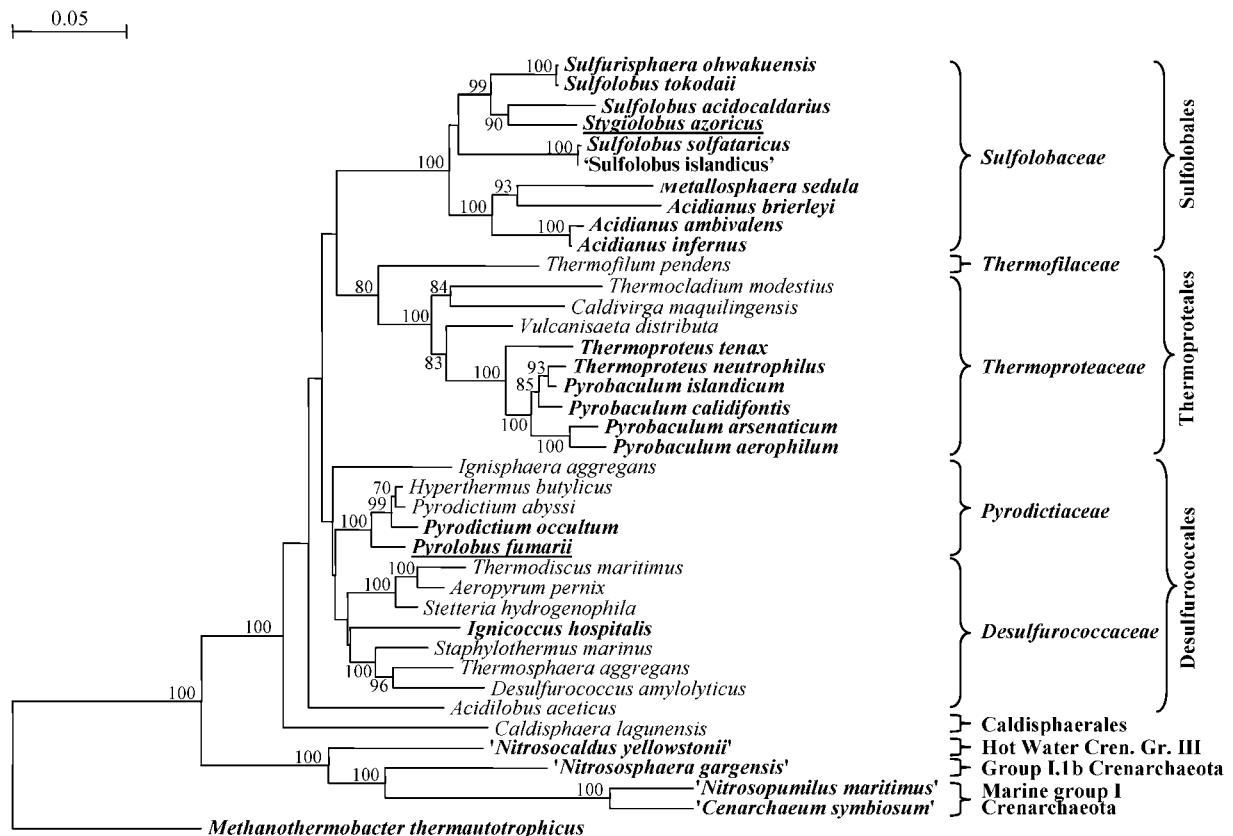 0.05
100
Sulfurisphaera ohwakuensis
Sulfolobus tokodaii
99
Sulfolobus acidocaldarius
90
Stygiolobus azoricus
100
Sulfolobus solfataricus
'Sulfolobus islandicus'
100
93
Metallosphaera sedula
100
Acidianus brierleyi
100
Acidianus ambivalens
Acidianus infernus
Sulfolobaceae
Sulfolobales
Thermofilum pendens
Thermofilaceae
80
84
Thermocladium modestius
Caldivirga maquilingensis
100
Vulcanisaeta distributa
83
Thermoproteus tenax
100
93
Thermoproteus neutrophilus
85
Pyrobaculum islandicum
Pyrobaculum calidifontis
100
Pyrobaculum arsenaticum
100
Pyrobaculum aerophilum
Thermoproteaceae
Thermoproteales
Ignisphaera aggregans
70
Hyperthermus butylicus
99
Pyrodictium abyssi
100
Pyrodictium occultum
Pyrolobus fumarii
Pyrodictiaceae
100
Thermodiscus maritimus
100
Aeropyrum pernix
Stetteria hydrogenophila
Ignicoccus hospitalis
Staphylothermus marinus
100
Thermosphaera aggregans
96
Desulfurococcus amylolyticus
Desulfurococcaceae
Desulfurococcales
Acidilobus aceticus
100
Caldisphaera lagunensis
Caldisphaerales
100
100
'Nitrosocaldus yellowstonii'
Hot Water Cren. Gr. III
100
'Nitrososphaera gargensis'
Group I.1b Crenarchaeota
100
'Nitrosopumilus maritimus'
'Cenarchaeum symbiosum'
Marine group I
Crenarchaeota
Methanothermobacter thermautotrophicus